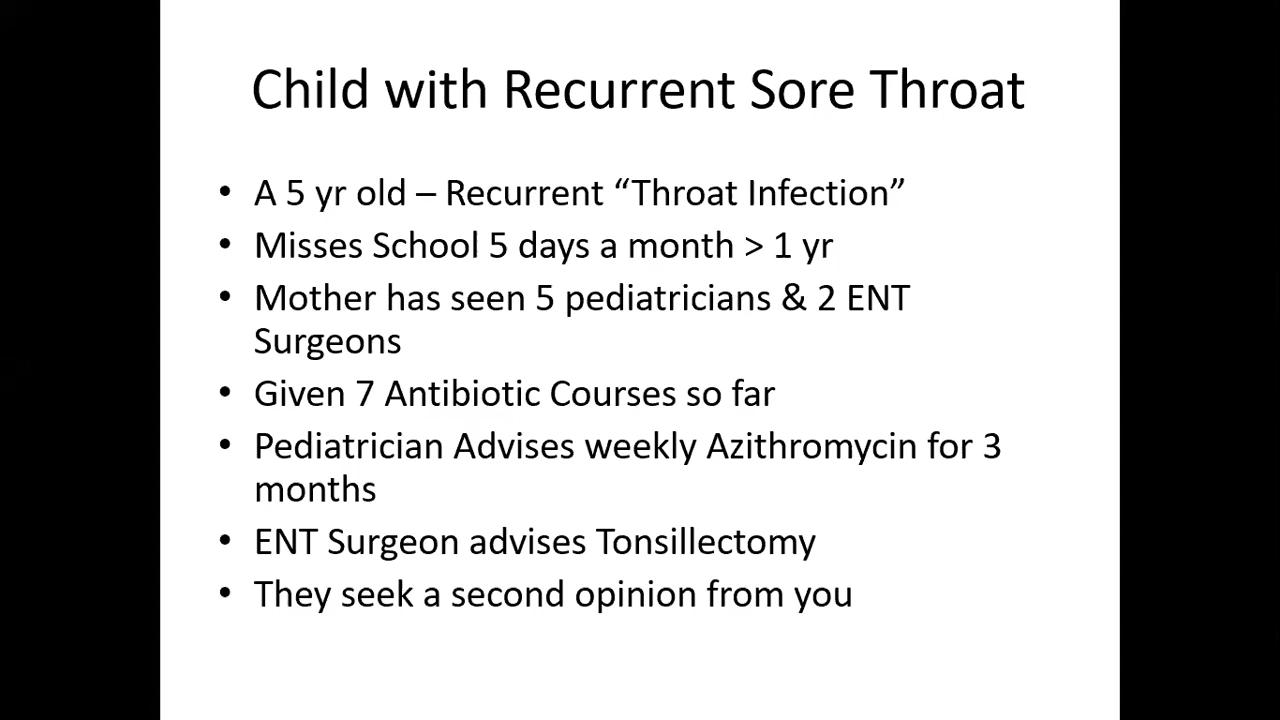 Child with Recurrent Sore Throat
• A 5 yr old – Recurrent “Throat Infection”
• Misses School 5 days a month > 1 yr
• Mother has seen 5 pediatricians & 2 ENT
Surgeons
• Given 7 Antibiotic Courses so far
• Pediatrician Advises weekly Azithromycin for 3
months
• ENT Surgeon advises Tonsillectomy
• They seek a second opinion from you